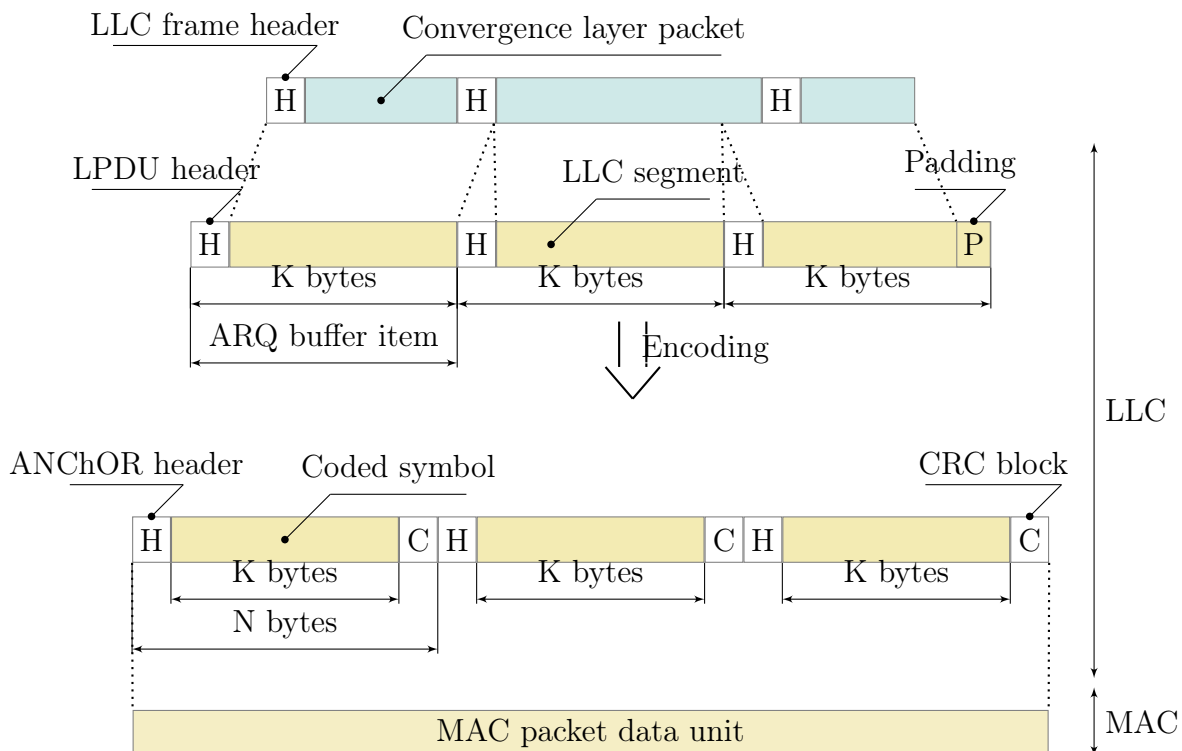 LLC frame header
Convergence layer packet
H
H
H
LPDU header
LLC segment
Padding
H
H
H
P
K bytes
K bytes
K bytes
ARQ buffer item
Encoding
LLC
ANChOR header
Coded symbol
CRC block
H
C
H
C
H
C
K bytes
K bytes
K bytes
N bytes
MAC packet data unit
MAC